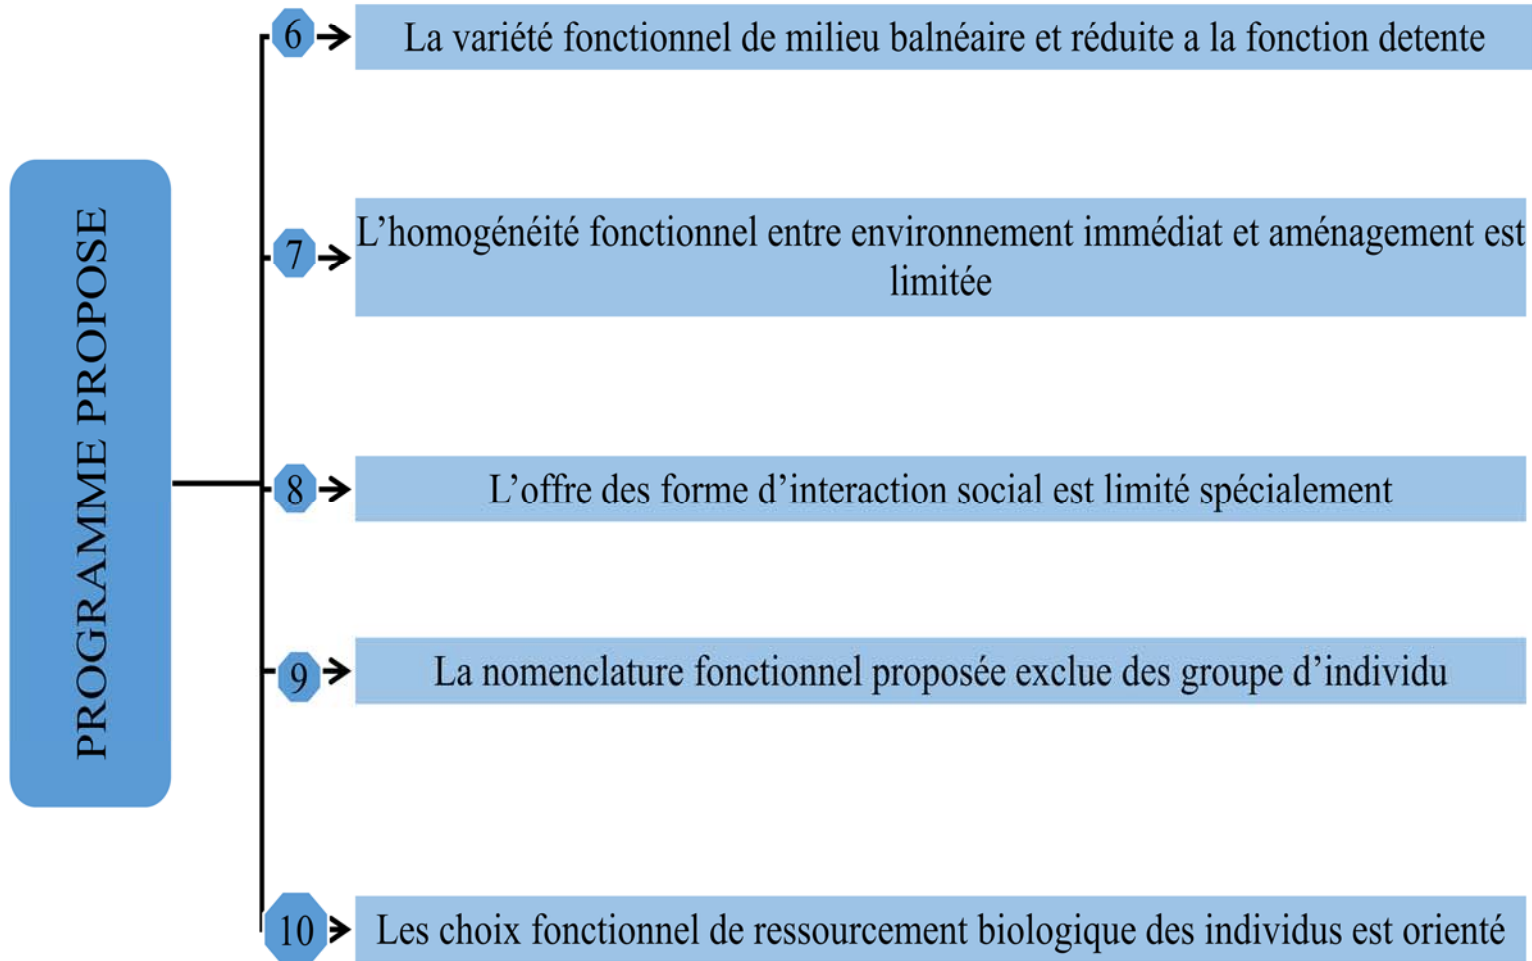 PROGRAMME PROPOSE
6
La variété fonctionnel de milieu balnéaire et réduite a la fonction detente
7
L’homogénéité fonctionnel entre environnement immédiat et aménagement est
limitée
8
L’offre des forme d’interaction social est limité spécialement
9
La nomenclature fonctionnel proposée exclue des groupe d’individu
10
Les choix fonctionnel de ressourcement biologique des individus est orienté